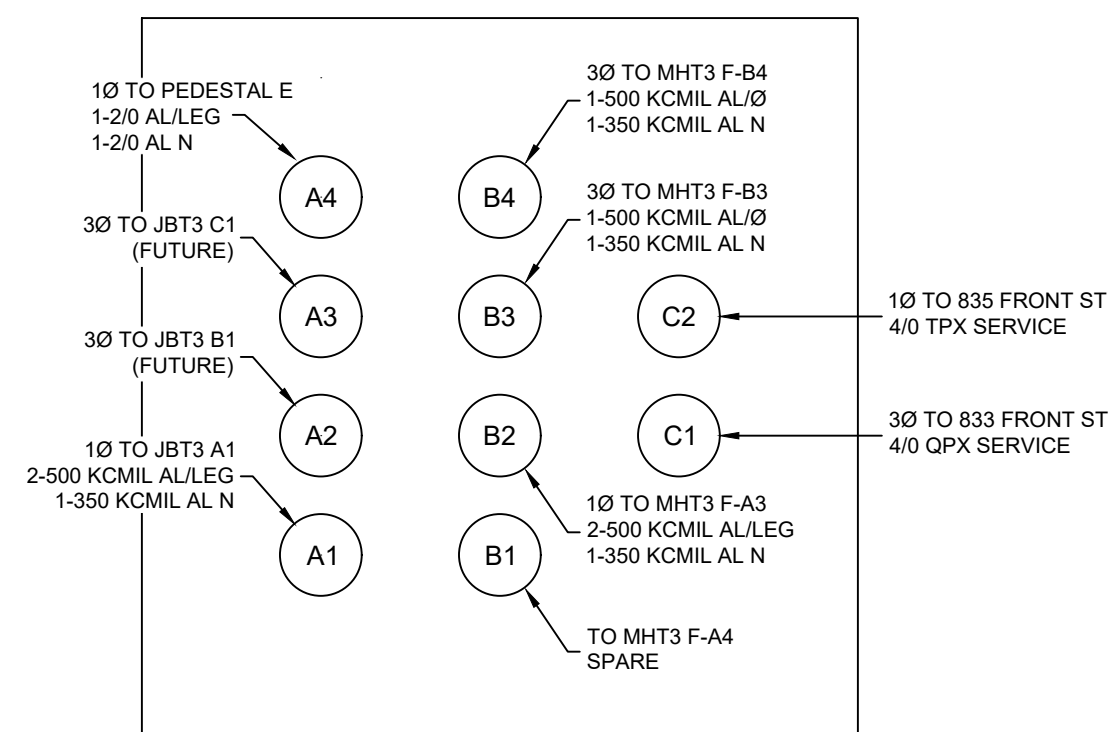 1Ø TO PEDESTAL E
1-2/0 AL/LEG
1-2/0 AL N
A4
3Ø TO MHT3 F-B4
1-500 KCMIL AL/Ø
1-350 KCMIL AL N
B4
3Ø TO JBT3 C1
(FUTURE)
A3
3Ø TO MHT3 F-B3
1-500 KCMIL AL/Ø
1-350 KCMIL AL N
B3
C2
1Ø TO 835 FRONT ST
4/0 TPX SERVICE
3Ø TO JBT3 B1
(FUTURE)
A2
B2
C1
3Ø TO 833 FRONT ST
4/0 QPX SERVICE
1Ø TO JBT3 A1
2-500 KCMIL AL/LEG
1-350 KCMIL AL N
A1
1Ø TO MHT3 F-A3
2-500 KCMIL AL/LEG
1-350 KCMIL AL N
B1
TO MHT3 F-A4
SPARE